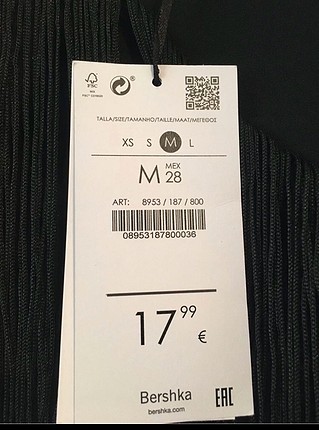 FSC
TALLA/SIZE/TAMANHO/TAILLE/MAAT/ΜΕΓΕΘΟΣ
XS S M L
M MEX 28
ART: 8953 / 187 / 800
08953187800036
17 99 €
Bershka
bershka.com
EAC